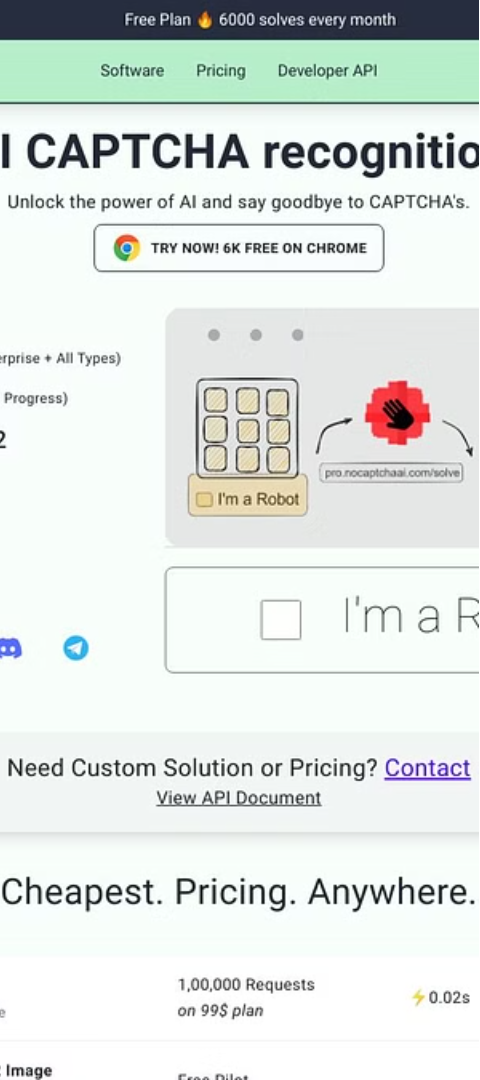 Free Plan 🔥 6000 solves every month
Software Pricing Developer API
I CAPTCHA recognitio
Unlock the power of AI and say goodbye to CAPTCHA's.
TRY NOW! 6K FREE ON CHROME
erprise + All Types)
Progress)
2
I'm a Robot
pro.nocaptchaai.com/solve
I'm a R
Need Custom Solution or Pricing? Contact
View API Document
Cheapest. Pricing. Anywhere.
1,00,000 Requests
on 99$ plan
⚡0.02s
e
Image
Free Pilot